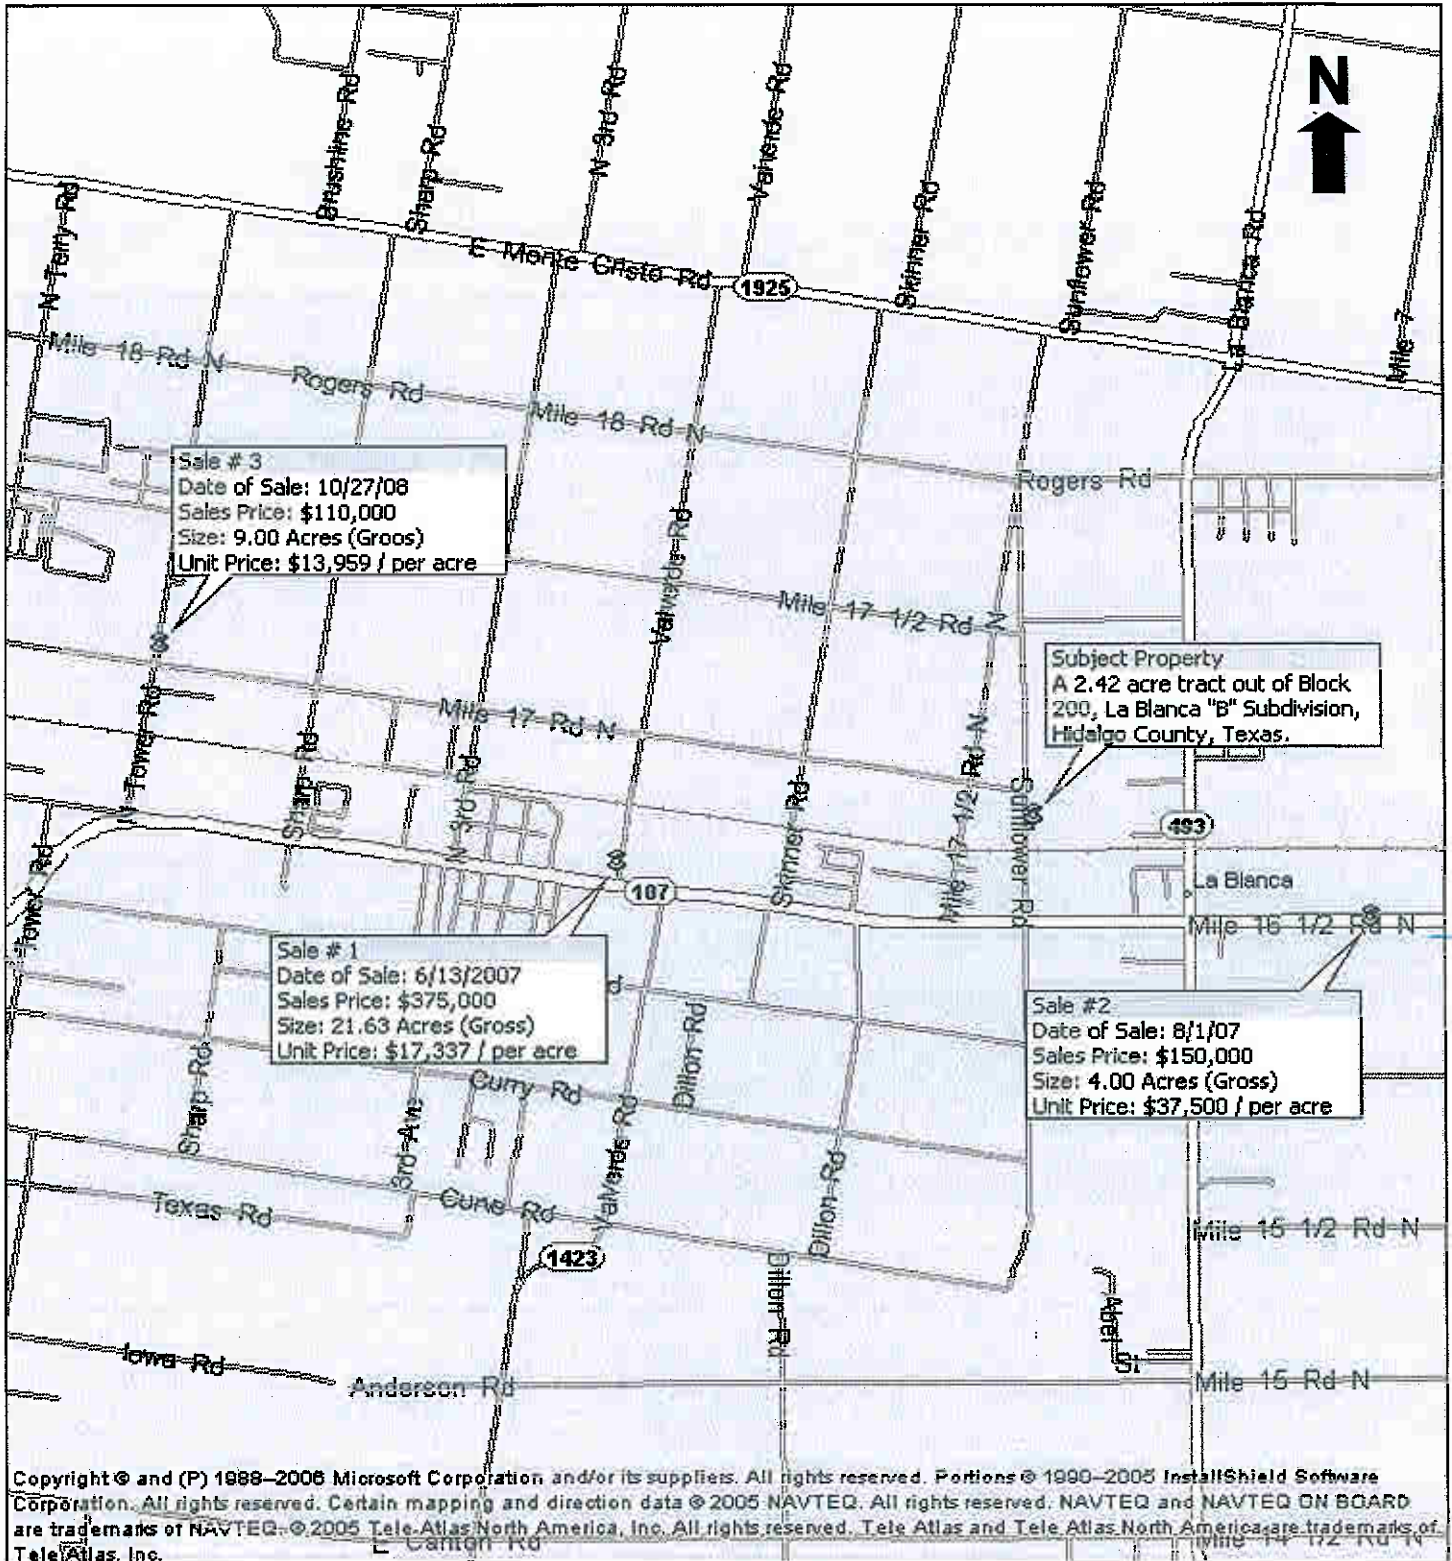 N
Brushline Rd
Sharp Rd
N 3rd Rd
Skinner Rd
Sunflower Rd
La Blanca Rd
Mile 7
N Terry Rd
E Monte Cristo Rd
1925
Mile 18 Rd N
Rogers Rd
Mile 18 Rd N
Rogers Rd
Sale # 3
Date of Sale: 10/27/08
Sales Price: $110,000
Size: 9.00 Acres (Groos)
Unit Price: $13,959 / per acre
Valverde Rd
Mile 17 1/2 Rd N
Subject Property
A 2.42 acre tract out of Block
200, La Blanca "B" Subdivision,
Hidalgo County, Texas.
N Tower Rd
Sharp Rd
Mile 17 Rd N
N 3rd Rd
Skinner Rd
Mile 17 1/2 Rd N
Sunflower Rd
493
Tower Rd
107
La Blanca
Mile 16 1/2 Rd N
Sale # 1
Date of Sale: 6/13/2007
Sales Price: $375,000
Size: 21.63 Acres (Gross)
Unit Price: $17,337 / per acre
Sale #2
Date of Sale: 8/1/07
Sales Price: $150,000
Size: 4.00 Acres (Gross)
Unit Price: $37,500 / per acre
Dillon Rd
Sharp Rd
3rd Ave
Curry Rd
Valverde Rd
Dillon Rd
Texas Rd
Cune Rd
1423
Mile 15 1/2 Rd N
Dillon Rd
Abel St
Iowa Rd
Anderson Rd
Mile 15 Rd N
Copyright © and (P) 1988–2006 Microsoft Corporation and/or its suppliers. All rights reserved. Portions © 1990–2005 InstallShield Software
Corporation. All rights reserved. Certain mapping and direction data © 2005 NAVTEQ. All rights reserved. NAVTEQ and NAVTEQ ON BOARD
are trademarks of NAVTEQ. © 2005 Tele Atlas North America, Inc. All rights reserved. Tele Atlas and Tele Atlas North America are trademarks of
Tele Atlas, Inc.
E Canton Rd
Mile 14 1/2 Rd N